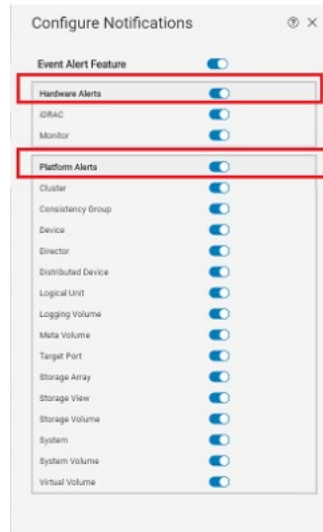 Configure Notifications
Event Alert Feature
Hardware Alerts
iDRAC
Monitor
Platform Alerts
Cluster
Consistency Group
Device
Director
Distributed Device
Logical Unit
Logging Volume
Meta Volume
Target Port
Storage Array
Storage View
Storage Volume
System
System Volume
Virtual Volume